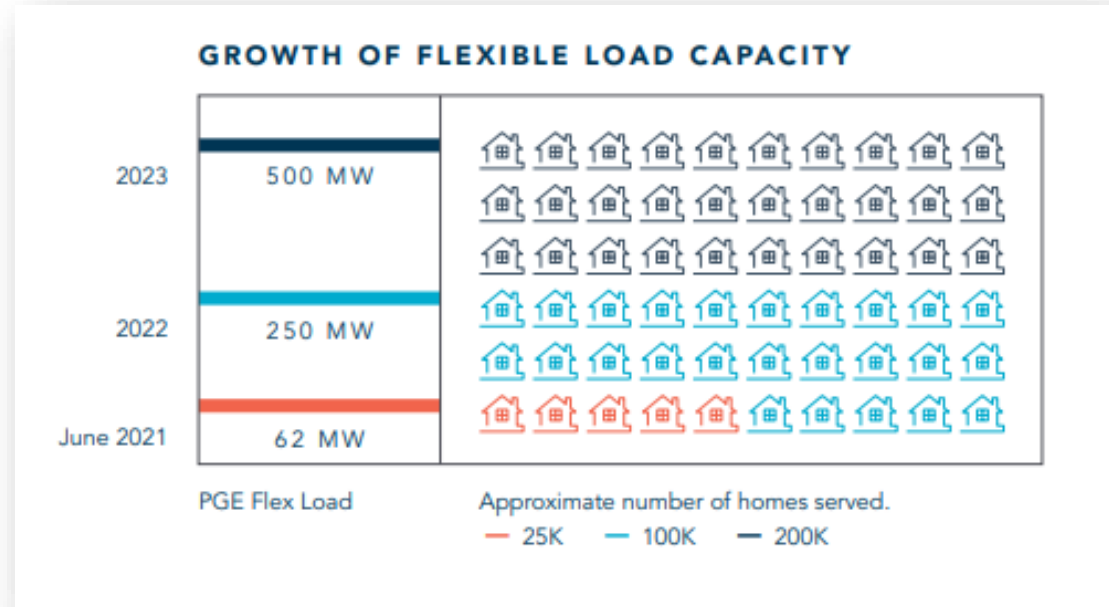 GROWTH OF FLEXIBLE LOAD CAPACITY
2023
500 MW
2022
250 MW
June 2021
62 MW
PGE Flex Load
Approximate number of homes served.
25K 100K 200K